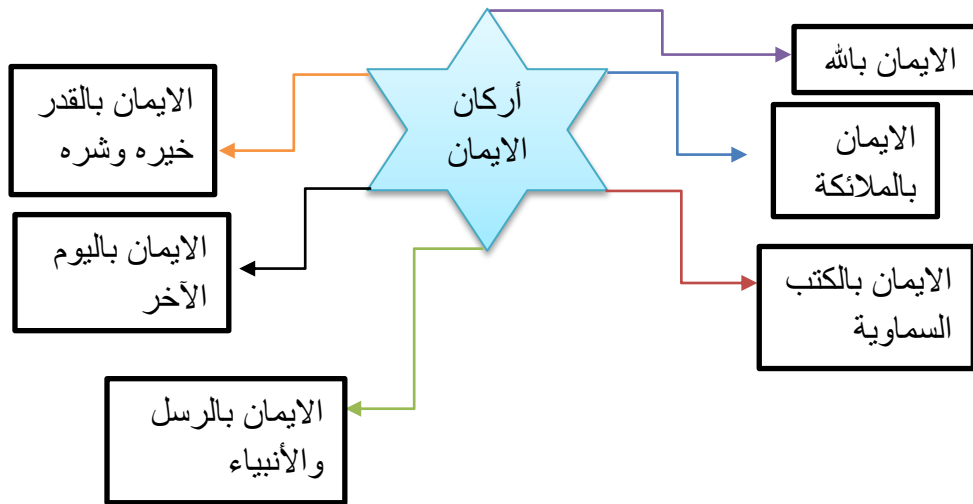 أركان
الايمان
الايمان بالله
الايمان
بالملائكة
الايمان بالكتب
السماوية
الايمان بالرسل
والأنبياء
الايمان باليوم
الآخر
الايمان بالقدر
خيره وشره